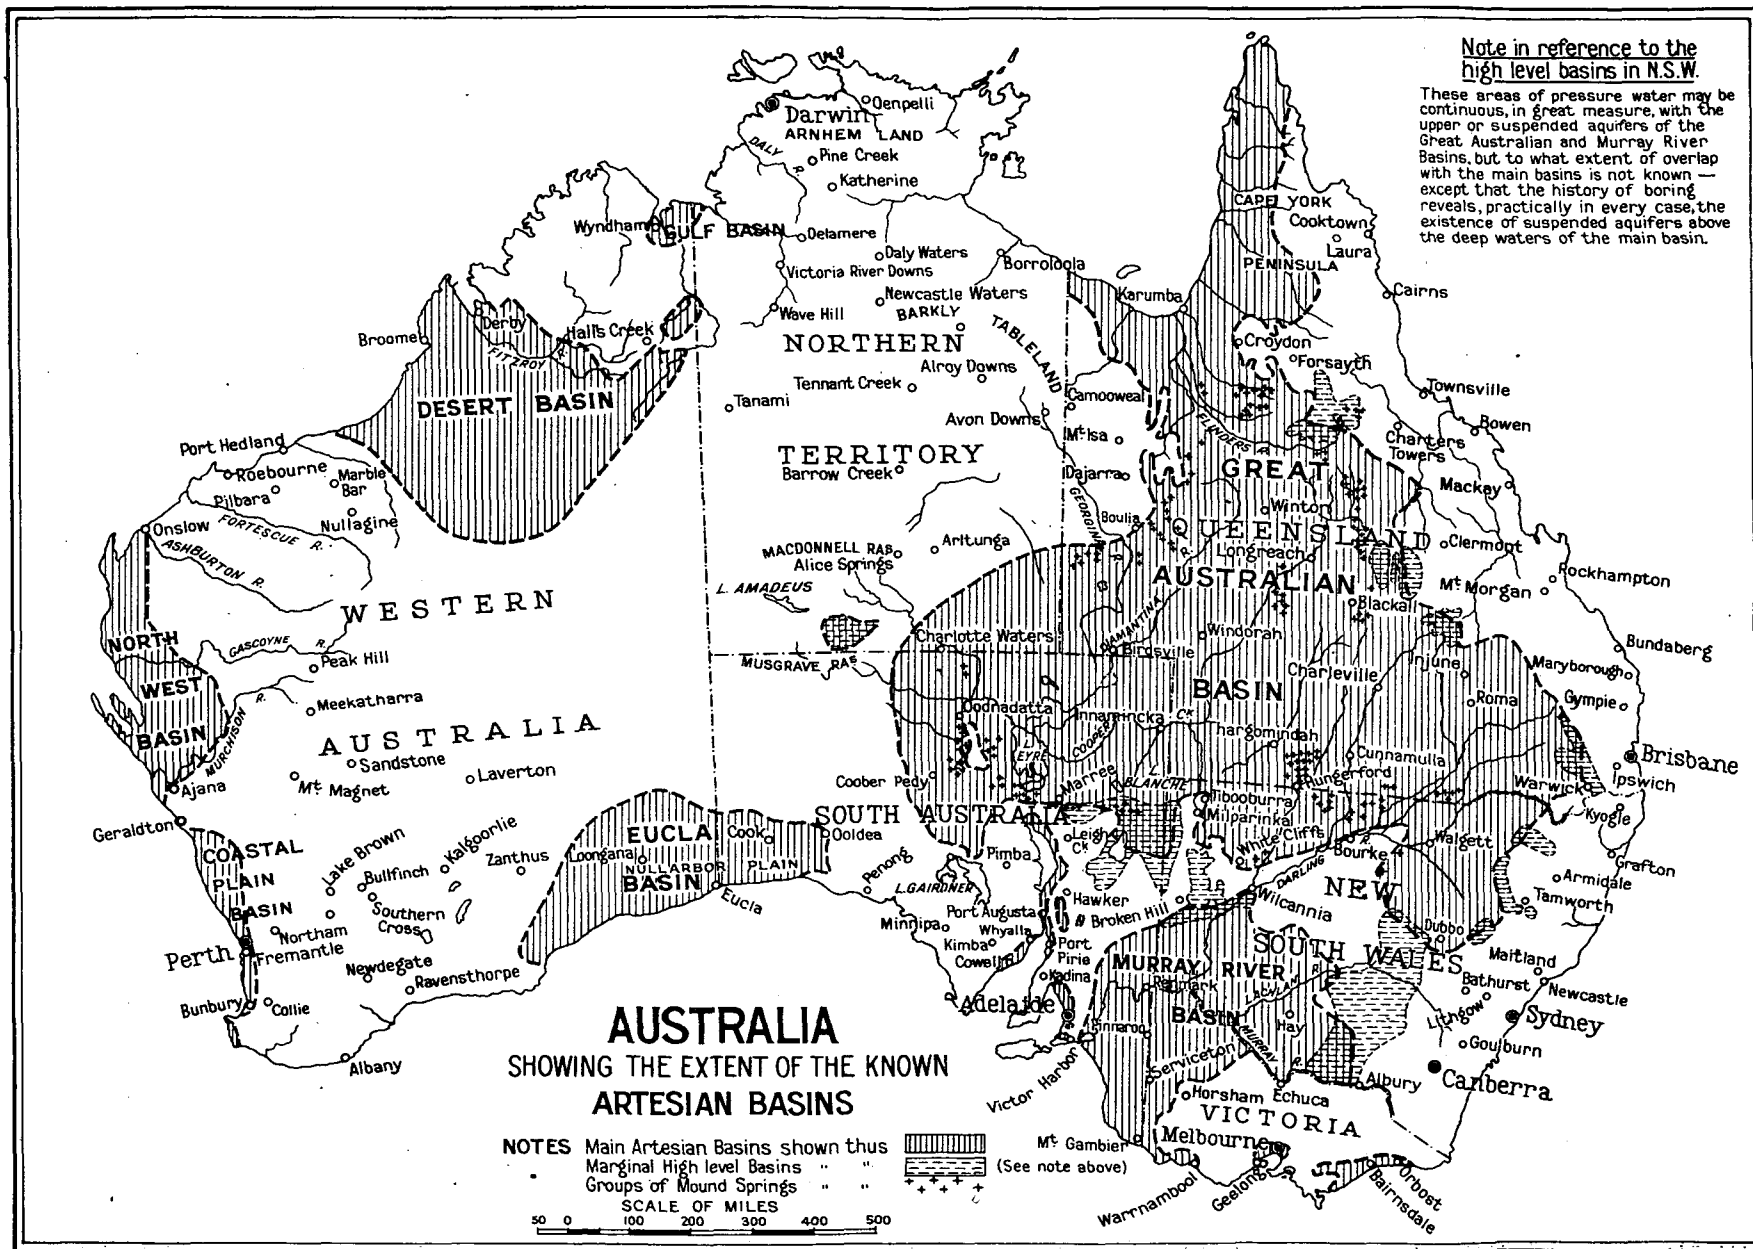 Note in reference to the
high level basins in N.S.W.
These areas of pressure water may be
continuous, in great measure, with the
upper or suspended aquifers of the
Great Australian and Murray River
Basins, but to what extent of overlap
with the main basins is not known —
except that the history of boring
reveals, practically in every case, the
existence of suspended aquifers above
the deep waters of the main basin.
Darwin
Oenpelli
ARNHEM LAND
DALY R.
Pine Creek
Katherine
Wyndham
GULF BASIN
Delamere
Daly Waters
Victoria River Downs
Borroloola
Newcastle Waters
Wave Hill
BARKLY
TABLELAND
NORTHERN
TERRITORY
Alroy Downs
Tennant Creek
Tanami
Avon Downs
Barrow Creek
Camooweal
Mt. Isa
Dajarra
GEORGINA R.
Boulia
Arltunga
MACDONNELL RAS
Alice Springs
L. AMADEUS
MUSGRAVE RAS
Charlotte Waters
Birdsville
DIAMANTINA R.
CAPE YORK
PENINSULA
Cooktown
Laura
Cairns
Karumba
Croydon
Forsayth
Townsville
Bowen
Charters
Towers
Mackay
FLINDERS
GREAT
AUSTRALIAN
BASIN
Winton
QUEENSLAND
Longreach
Clermont
Rockhampton
Mt. Morgan
Blackall
Windorah
Charleville
Injune
Bundaberg
Maryborough
Gympie
Roma
Brisbane
Ipswich
Warwick
Kyogle
Cunnamulla
Thargomindah
Hungerford
Innamincka
COOPER CK.
Oodnadatta
L. EYRE
Marree
L. BLANCHE
Coober Pedy
SOUTH AUSTRALIA
Tibooburra
Milparinka
White Cliffs
Leigh Ck
Pimba
L. GAIRDNER
Hawker
Broken Hill
Port Augusta
Whyalla
Minnipa
Kimba
Cowell
Port
Pirie
Kadina
Adelaide
Victor Harbor
Penong
Ooldea
Cook
Loongana
EUCLA
NULLARBOR PLAIN
BASIN
Eucla
Bourke
DARLING R.
Wilcannia
Walgett
Grafton
Armidale
Tamworth
NEW
SOUTH WALES
Dubbo
Maitland
Bathurst
Newcastle
Lithgow
Sydney
Goulburn
Canberra
Albury
MURRAY RIVER
BASIN
Renmark
LACHLAN R.
Hay
Pinnaroo
MURRAY R.
Serviceton
Horsham
Echuca
VICTORIA
Melbourne
Mt. Gambier
Warrnambool
Geelong
Bairnsdale
Orbost
Broome
Derby
Halls Creek
FITZROY R.
DESERT BASIN
Port Hedland
Roebourne
Marble
Bar
Pilbara
Nullagine
Onslow
FORTESCUE R.
ASHBURTON R.
WESTERN
AUSTRALIA
GASCOYNE R.
NORTH
WEST
BASIN
Peak Hill
Meekatharra
MURCHISON R.
Sandstone
Mt. Magnet
Laverton
Ajana
Geraldton
COASTAL
PLAIN
BASIN
Lake Brown
Bullfinch
Kalgoorlie
Zanthus
Southern
Cross
Northam
Perth
Fremantle
Newdegate
Ravensthorpe
Bunbury
Collie
Albany
AUSTRALIA
SHOWING THE EXTENT OF THE KNOWN
ARTESIAN BASINS
NOTES Main Artesian Basins shown thus
Marginal High level Basins " " (See note above)
Groups of Mound Springs " "
SCALE OF MILES
50 0 100 200 300 400 500